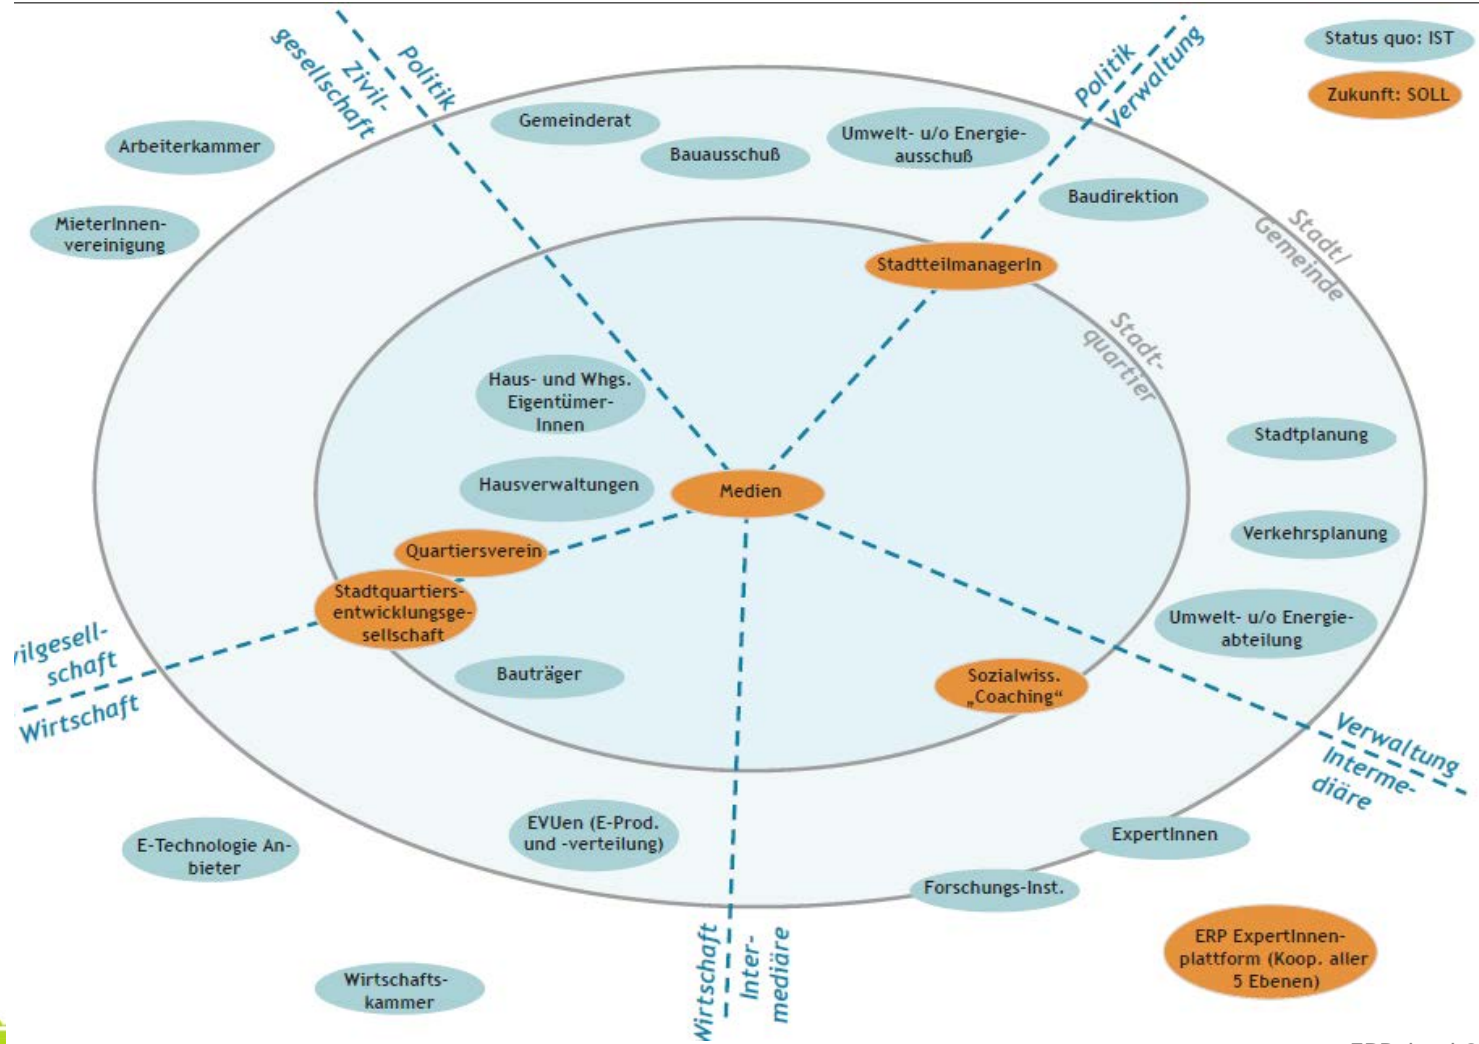 Politik
Zivil-
gesellschaft
Politik
Verwaltung
Status quo: IST
Zukunft: SOLL
Gemeinderat
Bauausschuß
Umwelt- u/o Energie-
ausschuß
Arbeiterkammer
MieterInnen-
vereinigung
Baudirektion
Stadt/
Gemeinde
StadtteilmanagerIn
Stadt-
quartier
Haus- und Whgs.
Eigentümer-
Innen
Hausverwaltungen
Medien
Stadtplanung
Verkehrsplanung
Quartiersverein
Stadtquartiers-
entwicklungsge-
sellschaft
Umwelt- u/o Energie-
abteilung
vilgesell-
schaft
Wirtschaft
Bauträger
Sozialwiss.
„Coaching“
Verwaltung
Interme-
diäre
E-Technologie An-
bieter
EVUen (E-Prod.
und -verteilung)
ExpertInnen
Forschungs-Inst.
Wirtschaft
Inter-
mediäre
ERP ExpertInnen-
plattform (Koop. aller
5 Ebenen)
Wirtschafts-
kammer